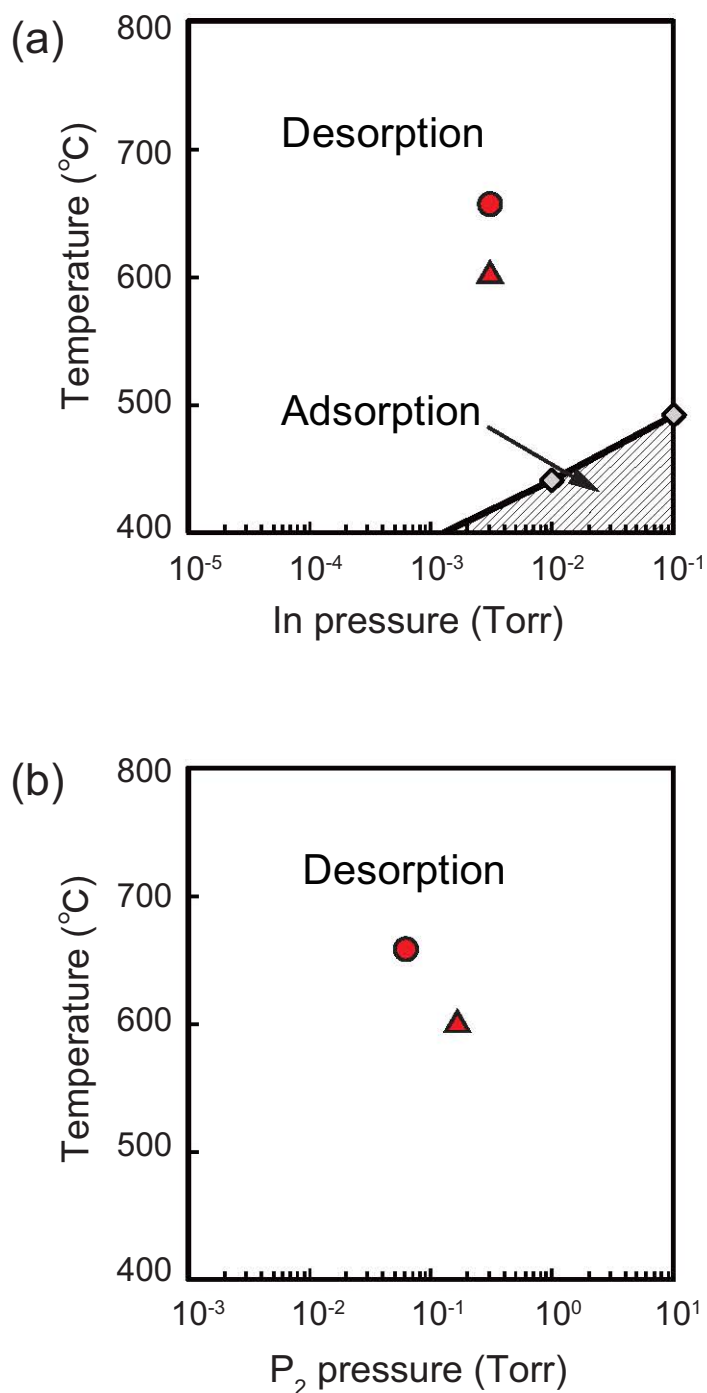 (a)
800
700
600
500
400
Temperature (℃)
Desorption
Adsorption
10⁻⁵ 10⁻⁴ 10⁻³ 10⁻² 10⁻¹
In pressure (Torr)
(b)
800
700
600
500
400
Temperature (℃)
Desorption
10⁻³ 10⁻² 10⁻¹ 10⁰ 10¹
P₂ pressure (Torr)